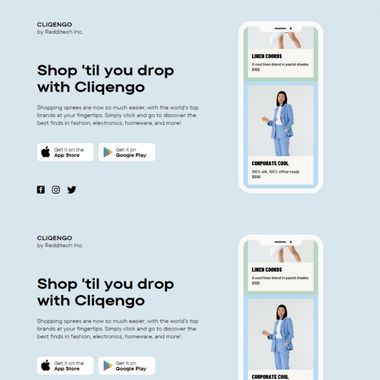 CLIQENGO
by Redditech Inc.
Shop 'til you drop
with Cliqengo
Shopping sprees are now so much easier, with the world's top
brands at your fingertips. Simply click and go to discover the
best finds in fashion, electronics, homeware, and more!
Get it on the
App Store
Get it on
Google Play
LINEN COORDS
A cool linen blend in pastel shades
$100
CORPORATE COOL
100% silk, 100% office-ready
$200
CLIQENGO
by Redditech Inc.
Shop 'til you drop
with Cliqengo
Shopping sprees are now so much easier, with the world's top
brands at your fingertips. Simply click and go to discover the
best finds in fashion, electronics, homeware, and more!
Get it on the
App Store
Get it on
Google Play
LINEN COORDS
A cool linen blend in pastel shades
$100
CORPORATE COOL